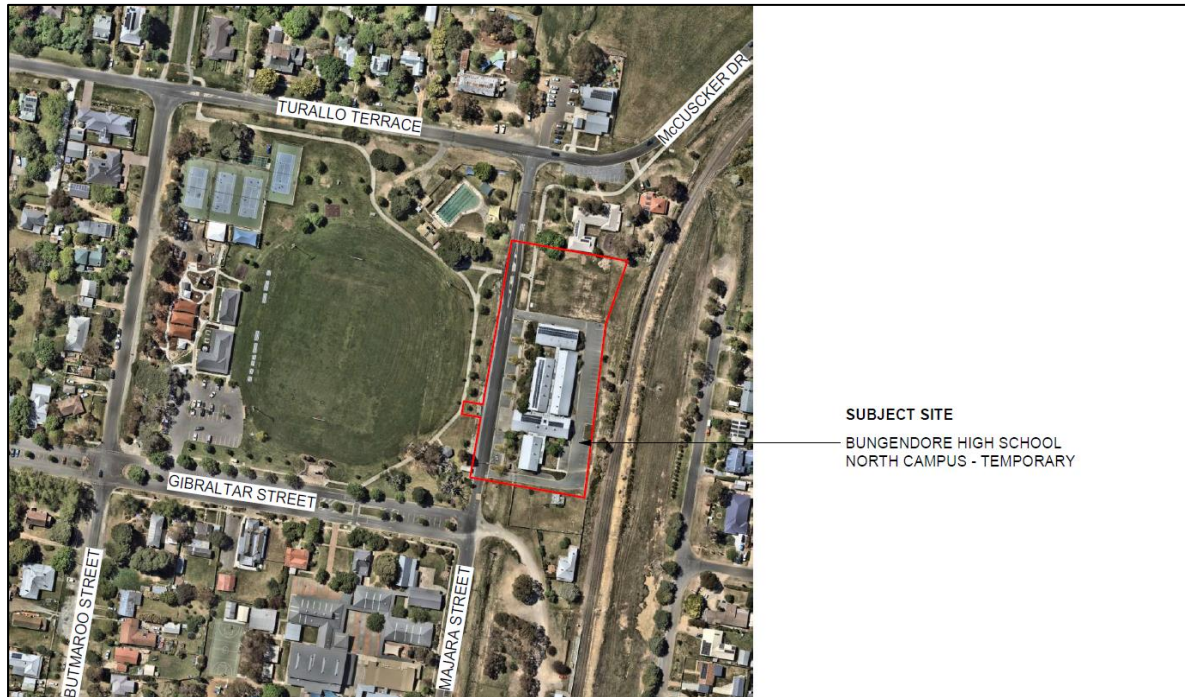 TURALLO TERRACE
McCUSCKER DR
SUBJECT SITE
BUNGENDORE HIGH SCHOOL
NORTH CAMPUS - TEMPORARY
GIBRALTAR STREET
BUTMAROO STREET
MAJARA STREET